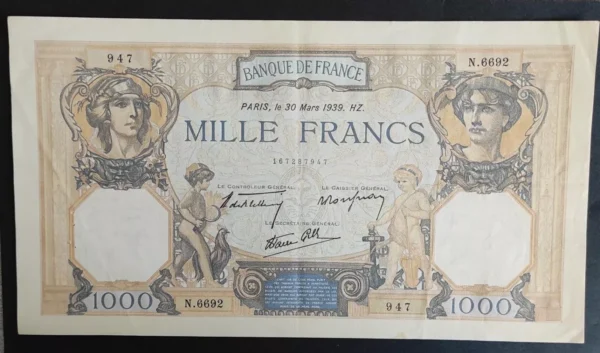 947
N.6692
BANQUE DE FRANCE
PARIS, le 30 Mars 1939. HZ.
MILLE FRANCS
167287947
LE CONTROLEUR GÉNÉRAL,
LE CAISSIER GÉNÉRAL,
LE SECRÉTAIRE GÉNÉRAL,
1000
N.6692
947
1000